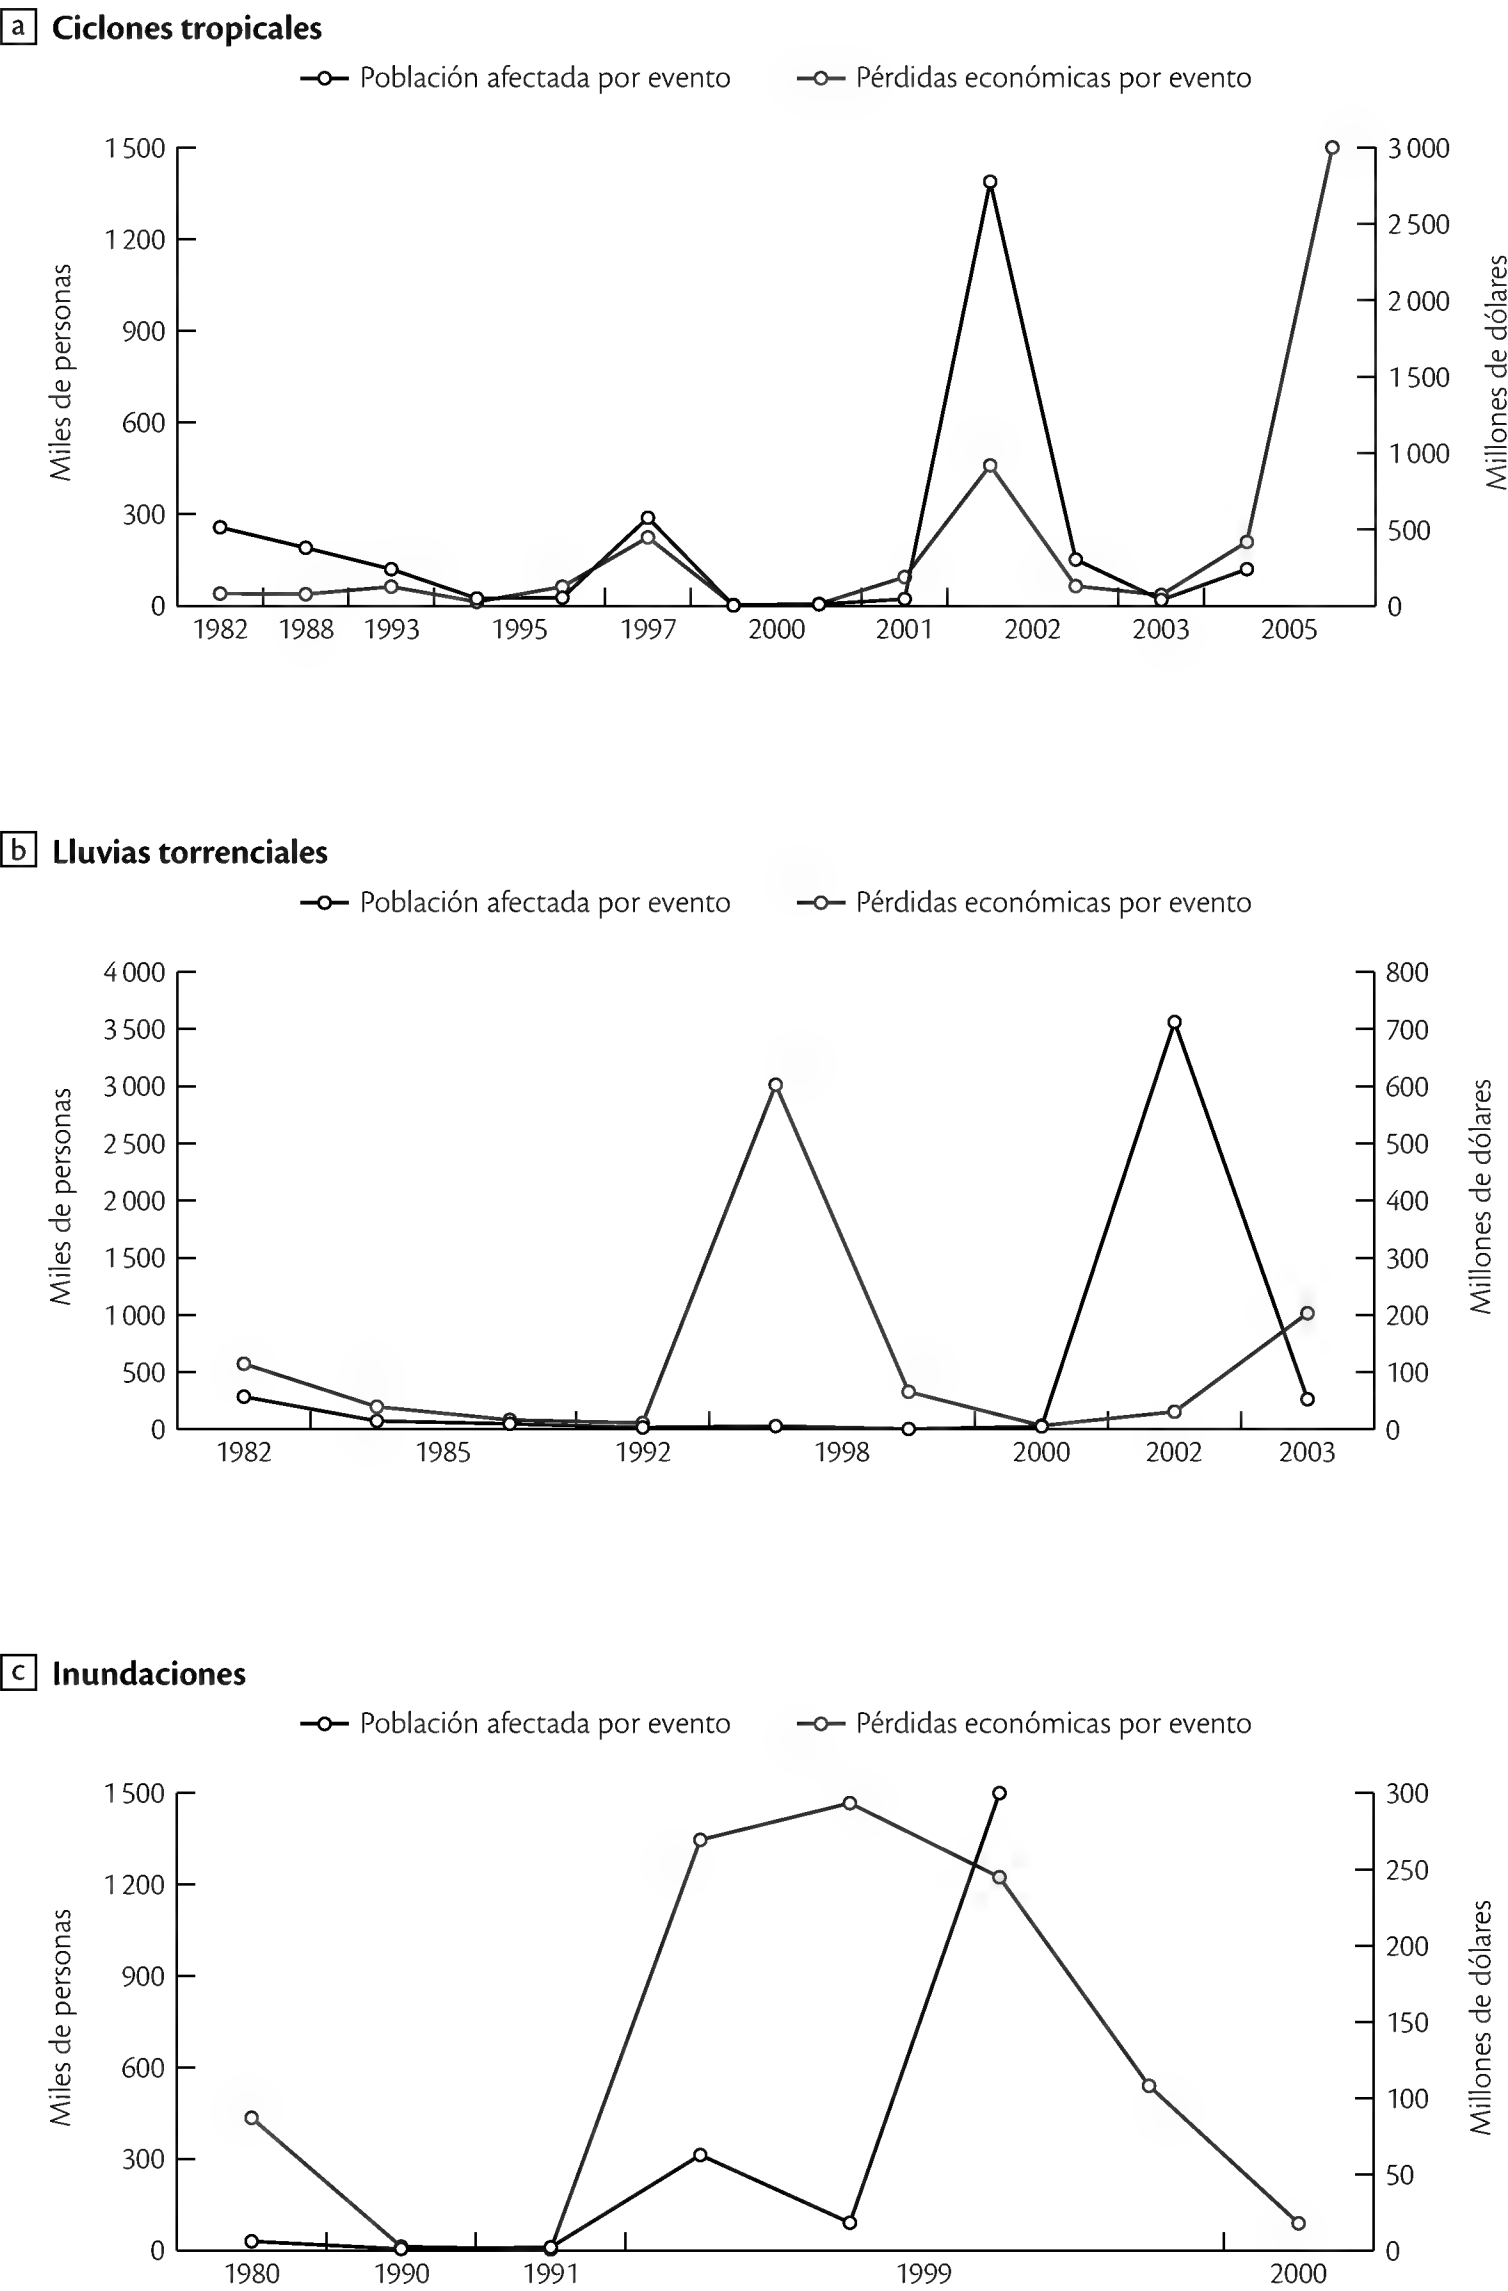 a Ciclones tropicales
Población afectada por evento Pérdidas económicas por evento
1 500 3 000
1 200 2 500
900 2 000
600 1 500
300 1 000
0 500
0
Miles de personas
Millones de dólares
1982 1988 1993 1995 1997 2000 2001 2002 2003 2005
b Lluvias torrenciales
Población afectada por evento Pérdidas económicas por evento
4 000 800
3 500 700
3 000 600
2 500 500
2 000 400
1 500 300
1 000 200
500 100
0 0
Miles de personas
Millones de dólares
1982 1985 1992 1998 2000 2002 2003
c Inundaciones
Población afectada por evento Pérdidas económicas por evento
1 500 300
1 200 250
900 200
600 150
300 100
0 50
0
Miles de personas
Millones de dólares
1980 1990 1991 1999 2000